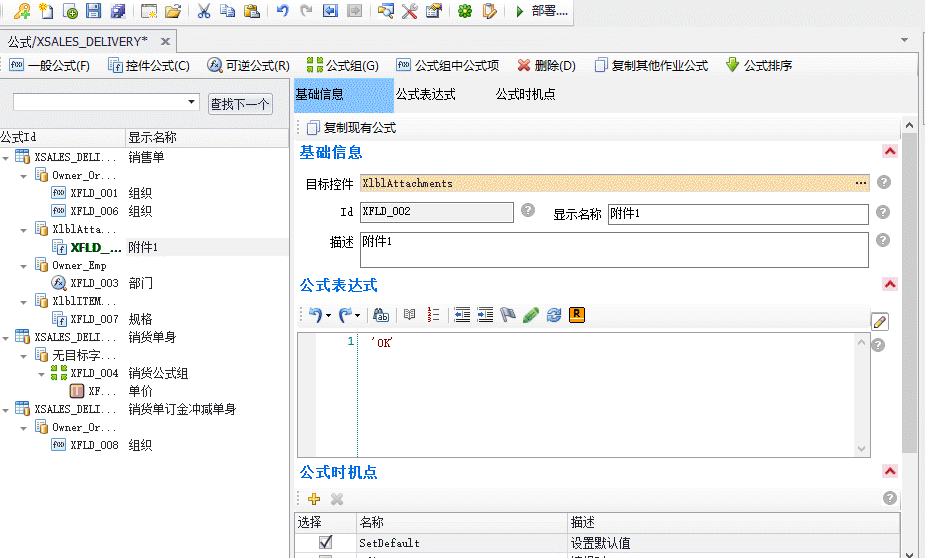 部署....
公式/XSALES_DELIVERY*
一般公式(F) 控件公式(C) 可逆公式(R) 公式组(G) 公式组中公式项 删除(D) 复制其他作业公式 公式排序
查找下一个
公式Id 显示名称
XSALES_DELI... 销售单
Owner_Or...
XFLD_001 组织
XFLD_006 组织
XlblAtta...
XFLD_... 附件1
Owner_Emp
XFLD_003 部门
XlblITEM...
XFLD_007 规格
XSALES_DELI... 销货单身
无目标字...
XFLD_004 销货公式组
XF... 单价
XSALES_DELI... 销货单订金冲减单身
Owner_Or...
XFLD_008 组织
基础信息 公式表达式 公式时机点
复制现有公式
基础信息
目标控件 XlblAttachments ...
Id XFLD_002 显示名称 附件1
描述 附件1
公式表达式
1 'OK'
公式时机点
选择 名称 描述
SetDefault 设置默认值